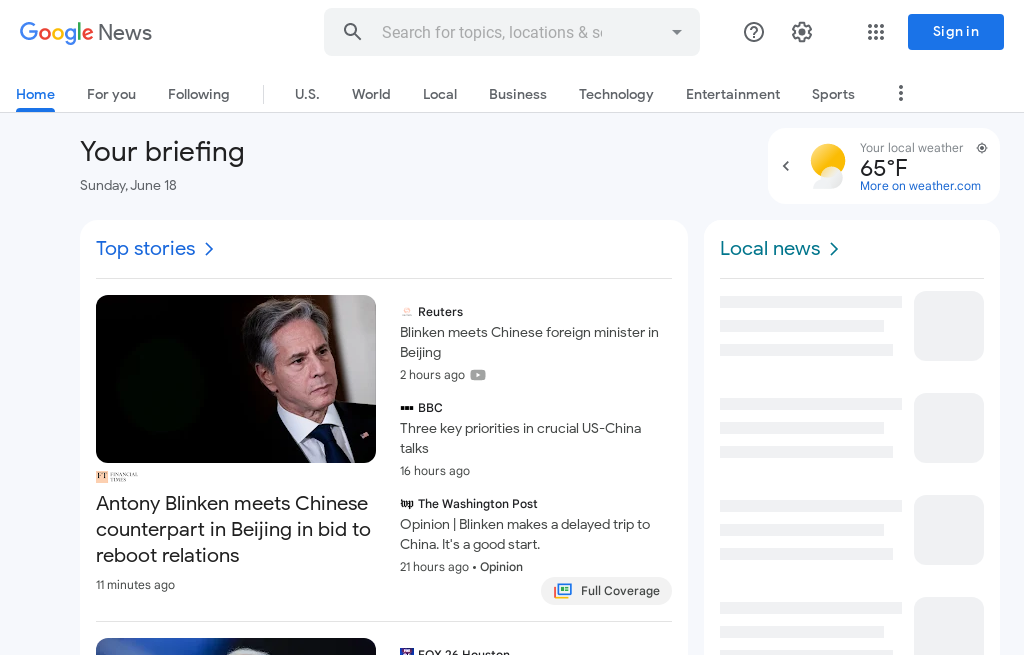 Google News
Search for topics, locations & so
Sign in
Home
For you
Following
U.S.
World
Local
Business
Technology
Entertainment
Sports
Your briefing
Sunday, June 18
Your local weather
65°F
More on weather.com
Top stories
Local news
FT FINANCIAL TIMES
Antony Blinken meets Chinese
counterpart in Beijing in bid to
reboot relations
11 minutes ago
Reuters
Blinken meets Chinese foreign minister in
Beijing
2 hours ago
BBC
Three key priorities in crucial US-China
talks
16 hours ago
wp The Washington Post
Opinion | Blinken makes a delayed trip to
China. It's a good start.
21 hours ago • Opinion
Full Coverage
FOX 26 Houston